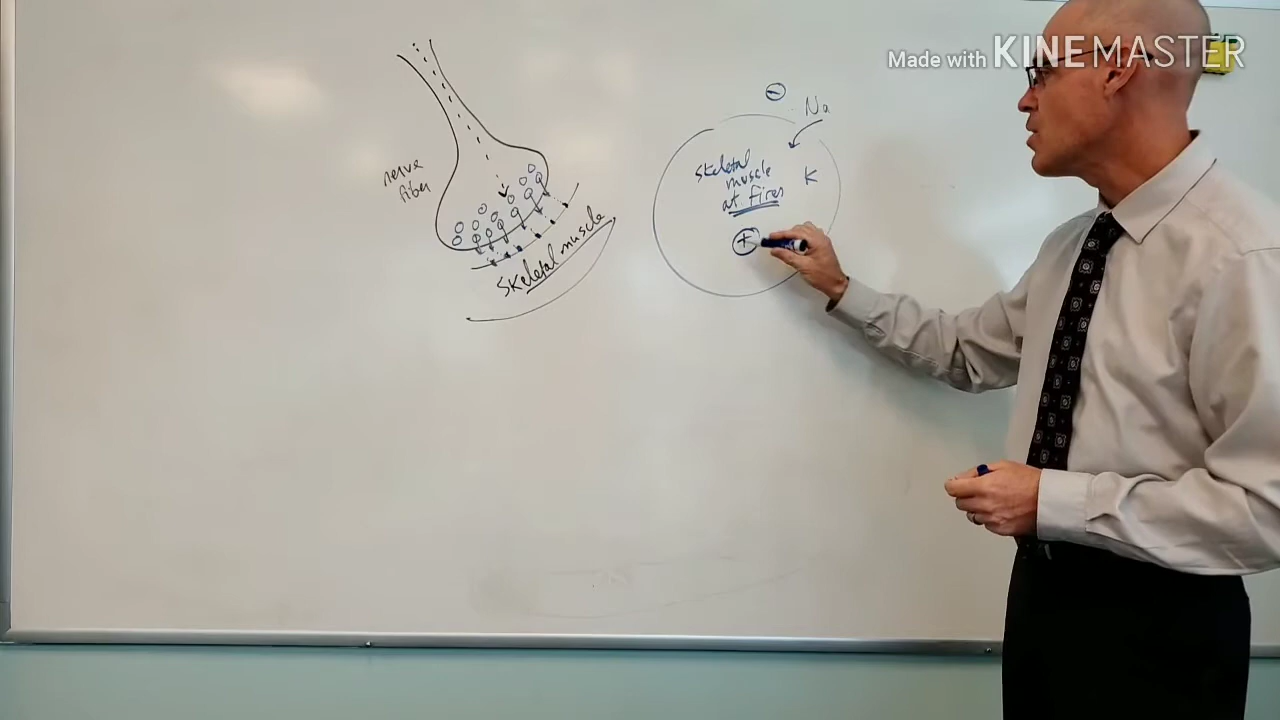 Made with KINEMASTER
nerve
fiber
Skeletal muscle
−
Na
Skeletal
muscle
at fires
K
+